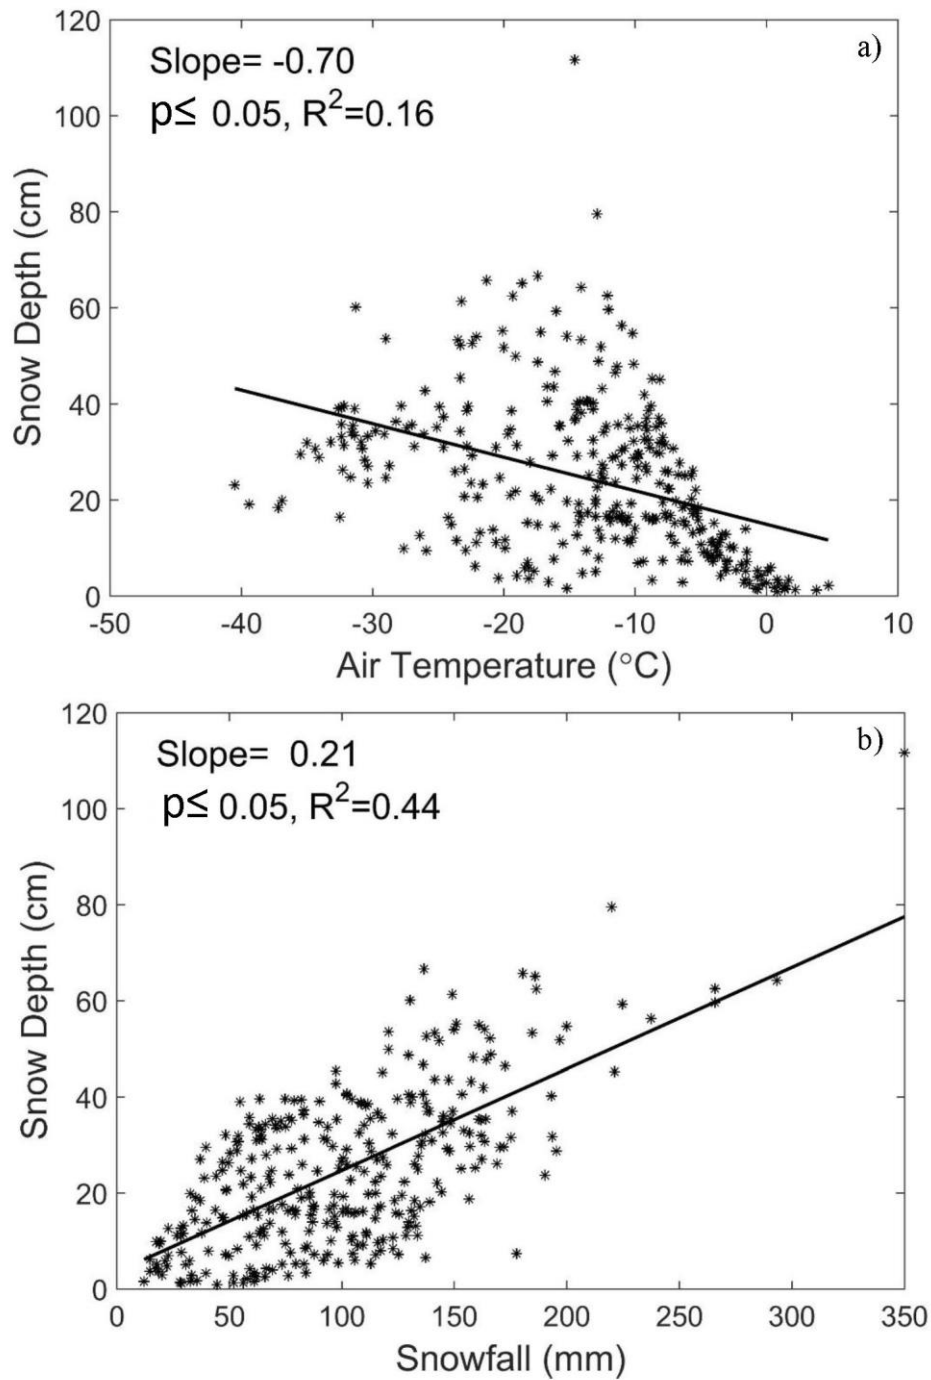 120
a)
Slope= -0.70
p≤ 0.05, R²=0.16
100
80
60
40
20
0
Snow Depth (cm)
-50 -40 -30 -20 -10 0 10
Air Temperature (°C)
120
b)
Slope= 0.21
p≤ 0.05, R²=0.44
100
80
60
40
20
0
Snow Depth (cm)
0 50 100 150 200 250 300 350
Snowfall (mm)